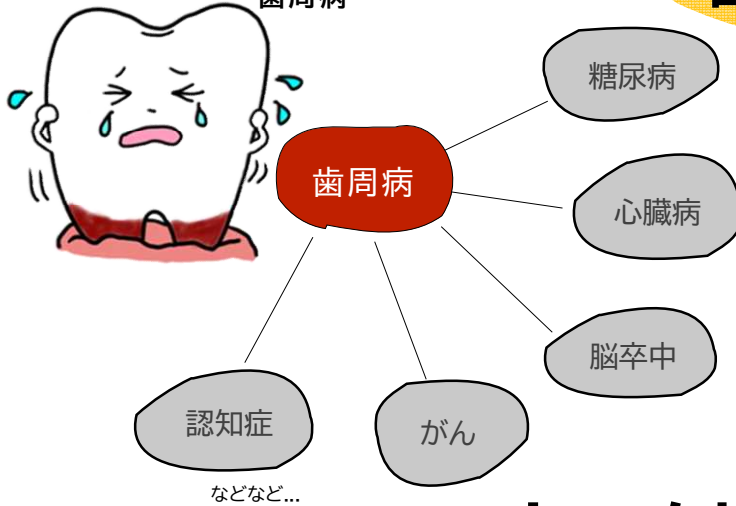 歯周病
糖尿病
歯周病
心臓病
脳卒中
認知症
がん
などなど...